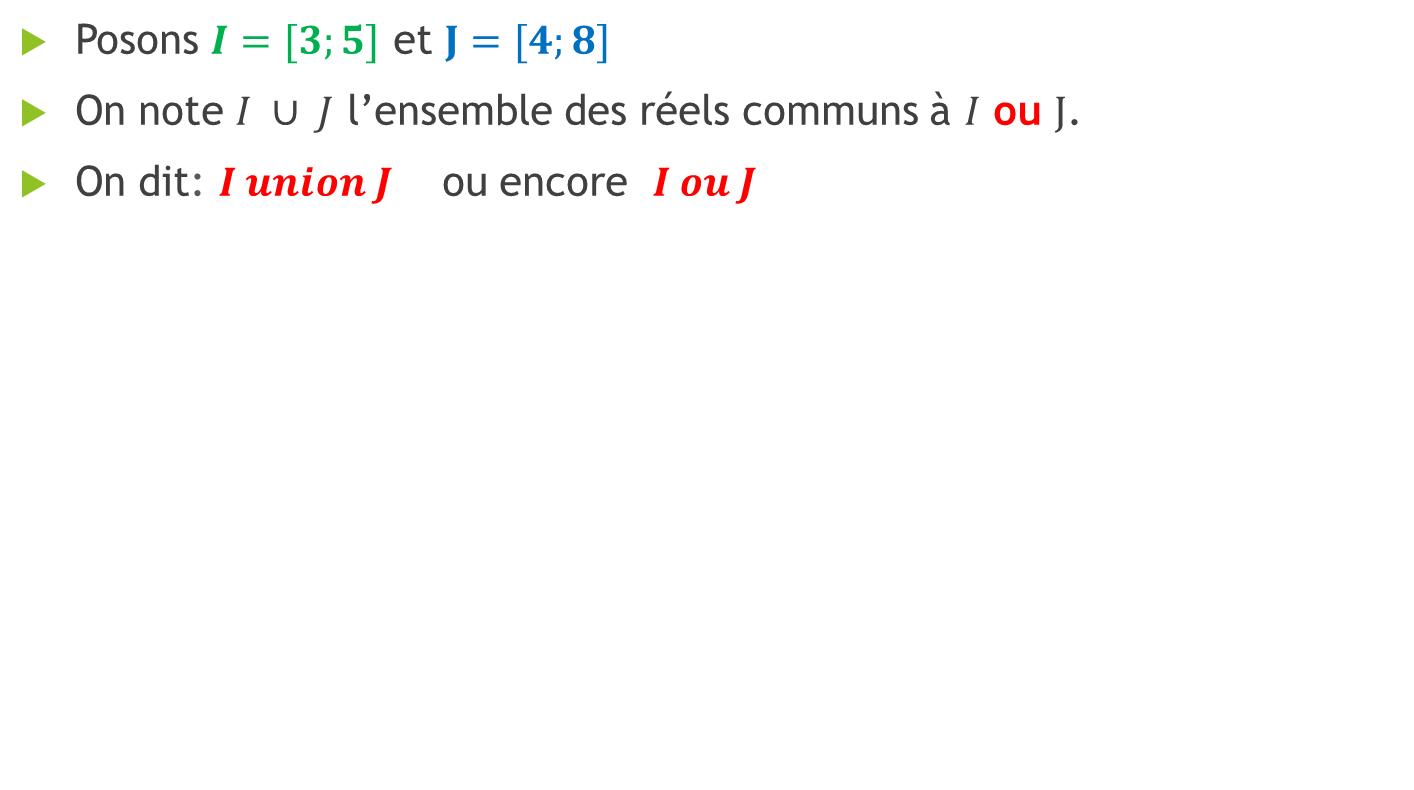 Posons I = [3; 5] et J = [4; 8]
On note I ∪ J l’ensemble des réels communs à I ou J.
On dit: I union J ou encore I ou J